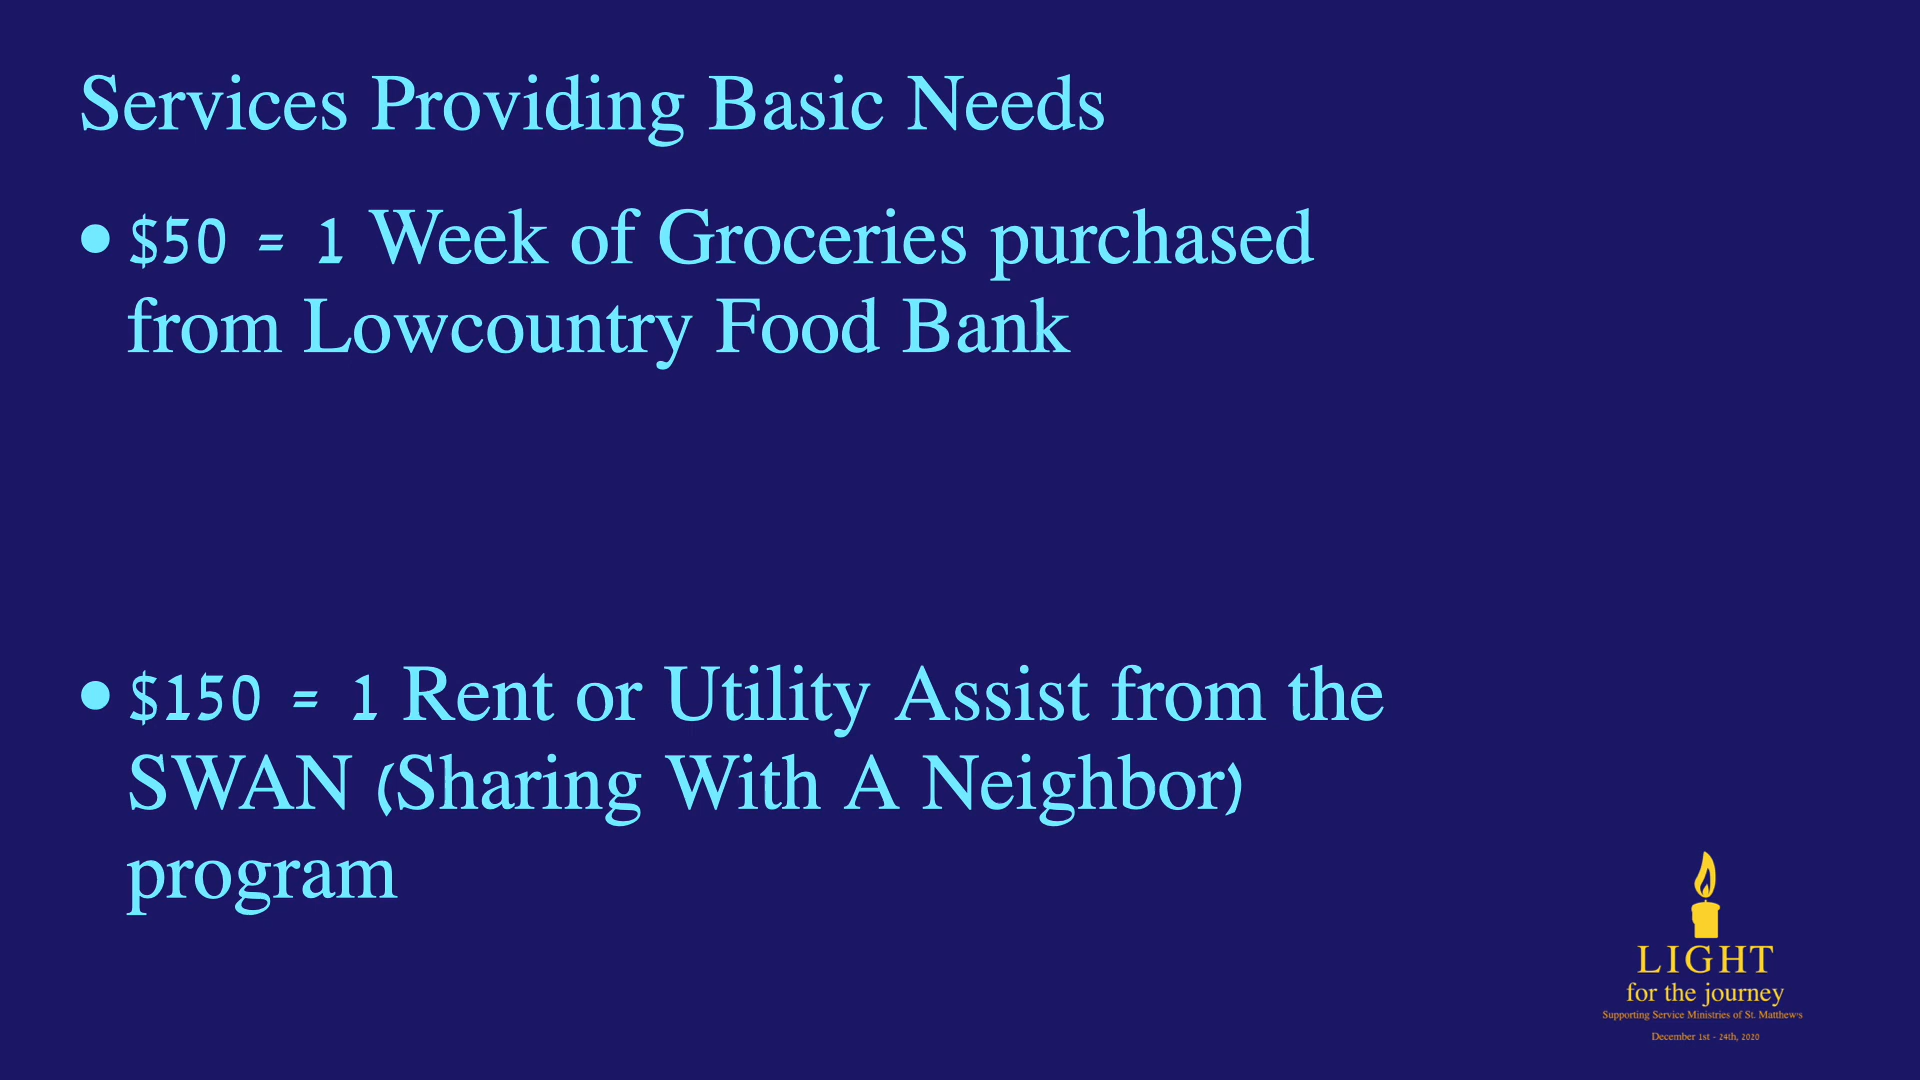 Services Providing Basic Needs
• $50 = 1 Week of Groceries purchased
from Lowcountry Food Bank
• $150 = 1 Rent or Utility Assist from the
SWAN (Sharing With A Neighbor)
program
LIGHT
for the journey
Supporting Service Ministries of St. Matthew's
December 1st - 24th, 2020